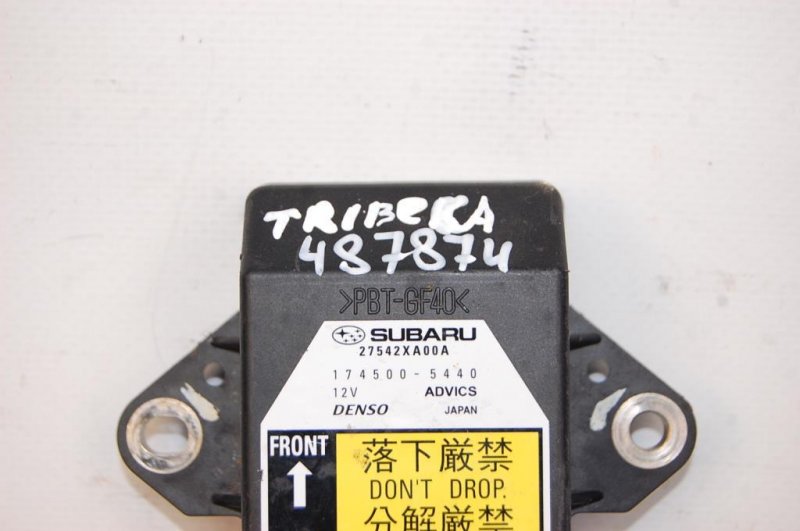 TRIBECA
487874
>PBT-GF40<
SUBARU
27542XA00A
174500-5440
12V ADVICS
DENSO JAPAN
FRONT
落下厳禁
DON'T DROP.
分解厳禁